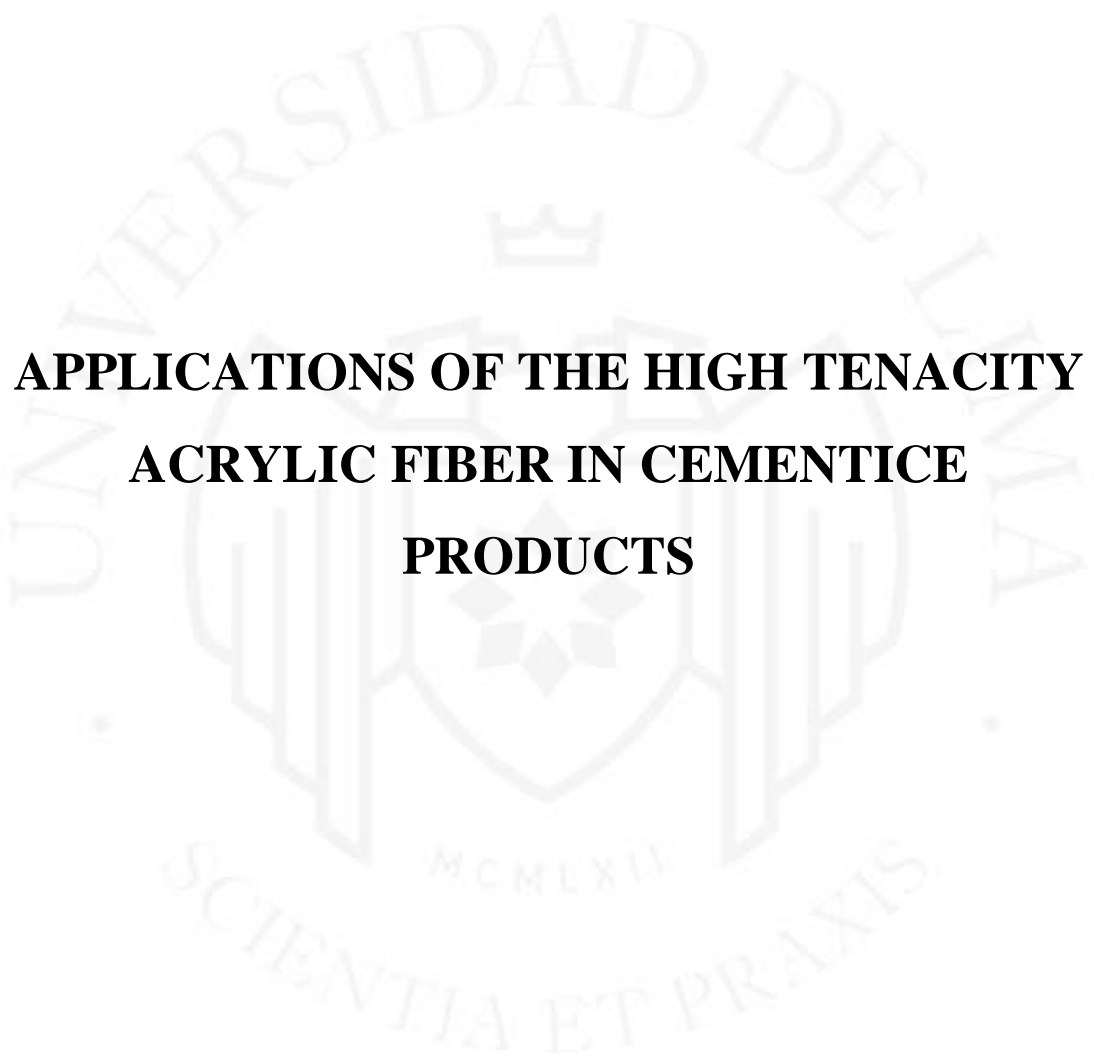 UNIVERSIDAD DE LIMA
APPLICATIONS OF THE HIGH TENACITY
ACRYLIC FIBER IN CEMENTICE
PRODUCTS
MCMLXII
SCIENTIA ET PRAXIS